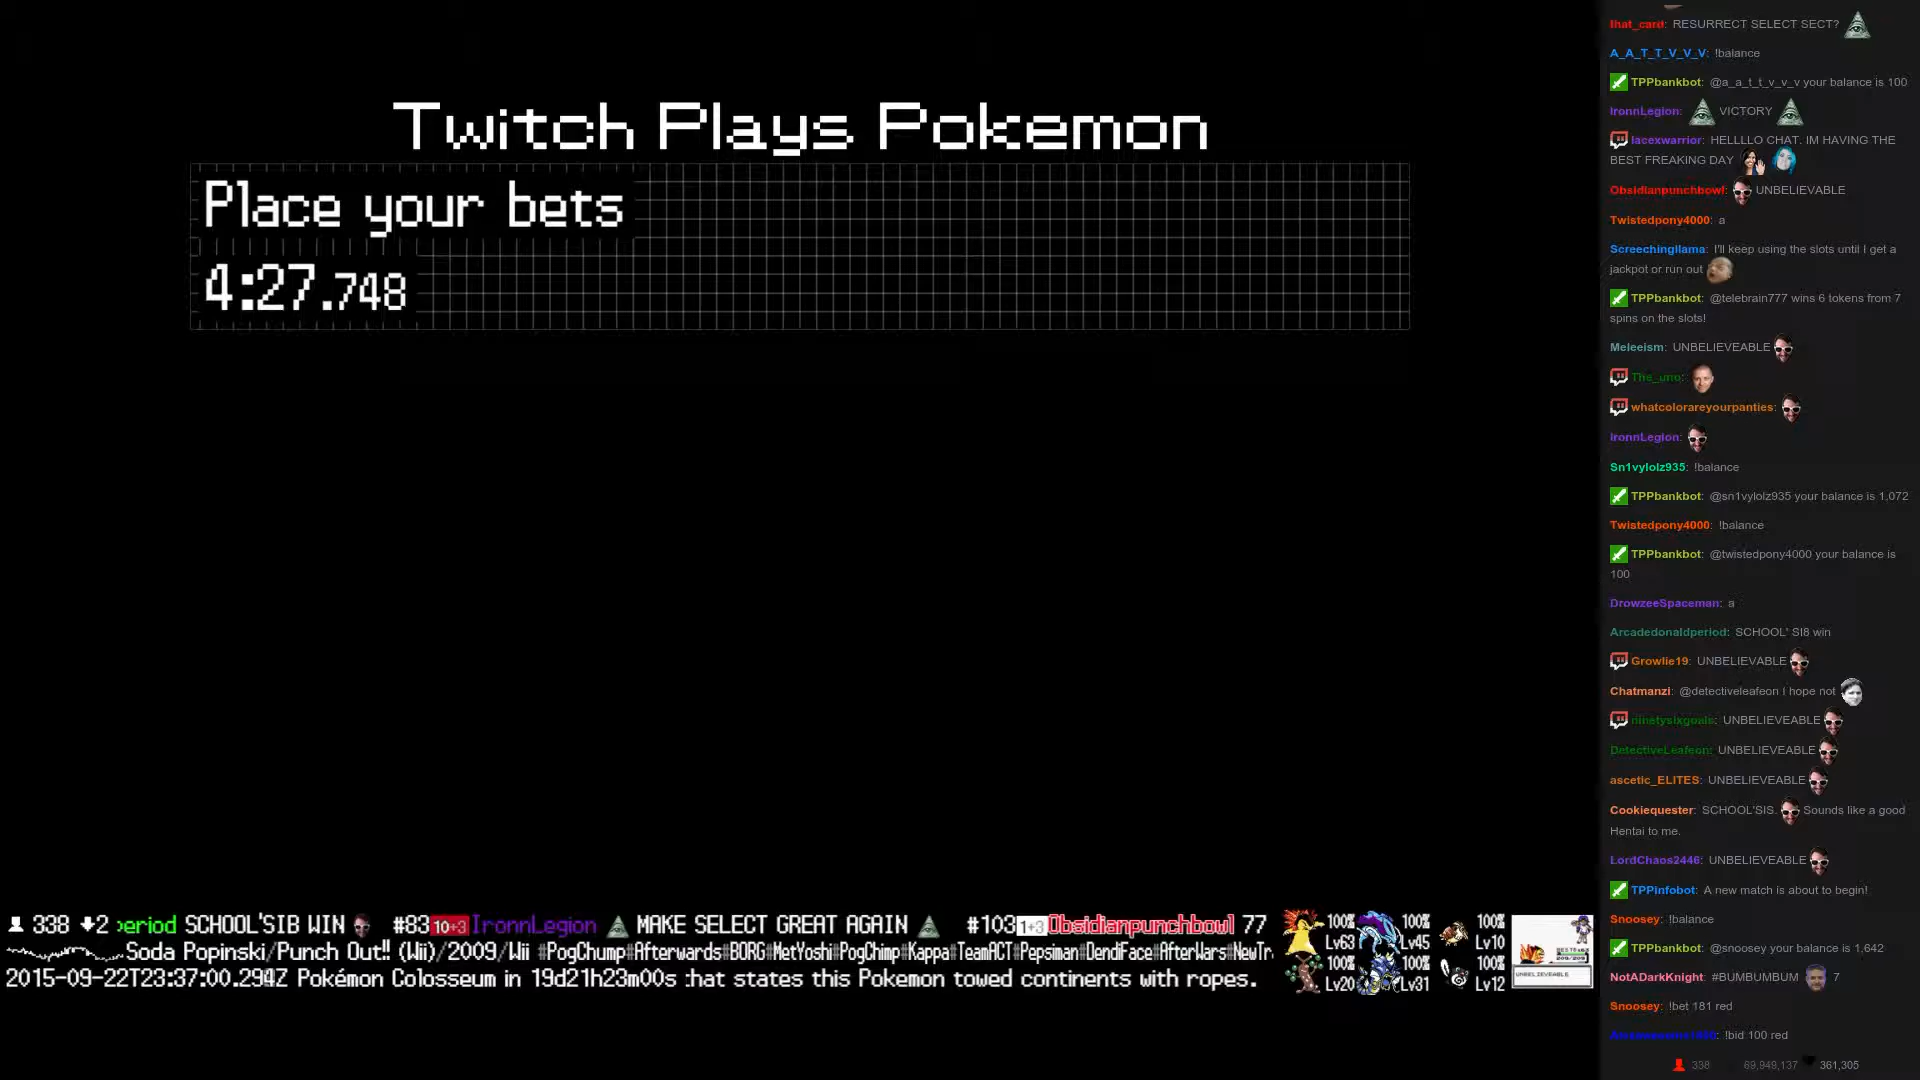 Twitch Plays Pokemon
Place your bets
4:27.748
that_card: RESURRECT SELECT SECT?
A_A_T_T_V_V_V: !balance
TPPbankbot: @a_a_t_t_v_v_v your balance is 100
IronnLegion: VICTORY
lacexwarrior: HELLLLO CHAT. IM HAVING THE
BEST FREAKING DAY
Obsidianpunchbowl: UNBELIEVABLE
Twistedpony4000: a
Screechingllama: I'll keep using the slots until I get a
jackpot or run out
TPPbankbot: @telebrain777 wins 6 tokens from 7
spins on the slots!
Meleeism: UNBELIEVEABLE
The_uno:
whatcolorareyourpanties:
IronnLegion:
Sn1vylolz935: !balance
TPPbankbot: @sn1vylolz935 your balance is 1,072
Twistedpony4000: !balance
TPPbankbot: @twistedpony4000 your balance is
100
DrowzeeSpaceman: a
Arcadedonaldperiod: SCHOOL' SI8 win
Growlie19: UNBELIEVABLE
Chatmanzi: @detectiveleafeon I hope not
ninetysixgoals: UNBELIEVEABLE
DetectiveLeafeon: UNBELIEVEABLE
ascetic_ELITES: UNBELIEVEABLE
Cookiequester: SCHOOL'SIS. Sounds like a good
Hentai to me.
LordChaos2446: UNBELIEVEABLE
TPPinfobot: A new match is about to begin!
Snoosey: !balance
TPPbankbot: @snoosey your balance is 1,642
NotADarkKnight: #BUMBUMBUM 7
Snoosey: !bet 181 red
!bid 100 red
338 69,949,137 361,305
338 2 period SCHOOL'SIB WIN #83 10+3 IronnLegion MAKE SELECT GREAT AGAIN #103 1+3 Obsidianpunchbowl 77
Soda Popinski/Punch Out!! (Wii)/2009/Wii #PogChump#Afterwards#BORG#MetYoshi#PogChimp#Kappa#TeamACT#Pepsiman#DendiFace#AfterWars#NewTr
2015-09-22T23:37:00.294Z Pokémon Colosseum in 19d21h23m00s that states this Pokemon towed continents with ropes.
100% Lv63 100% Lv45 100% Lv10
100% Lv20 100% Lv31 100% Lv12
UNBELIEVEABLE